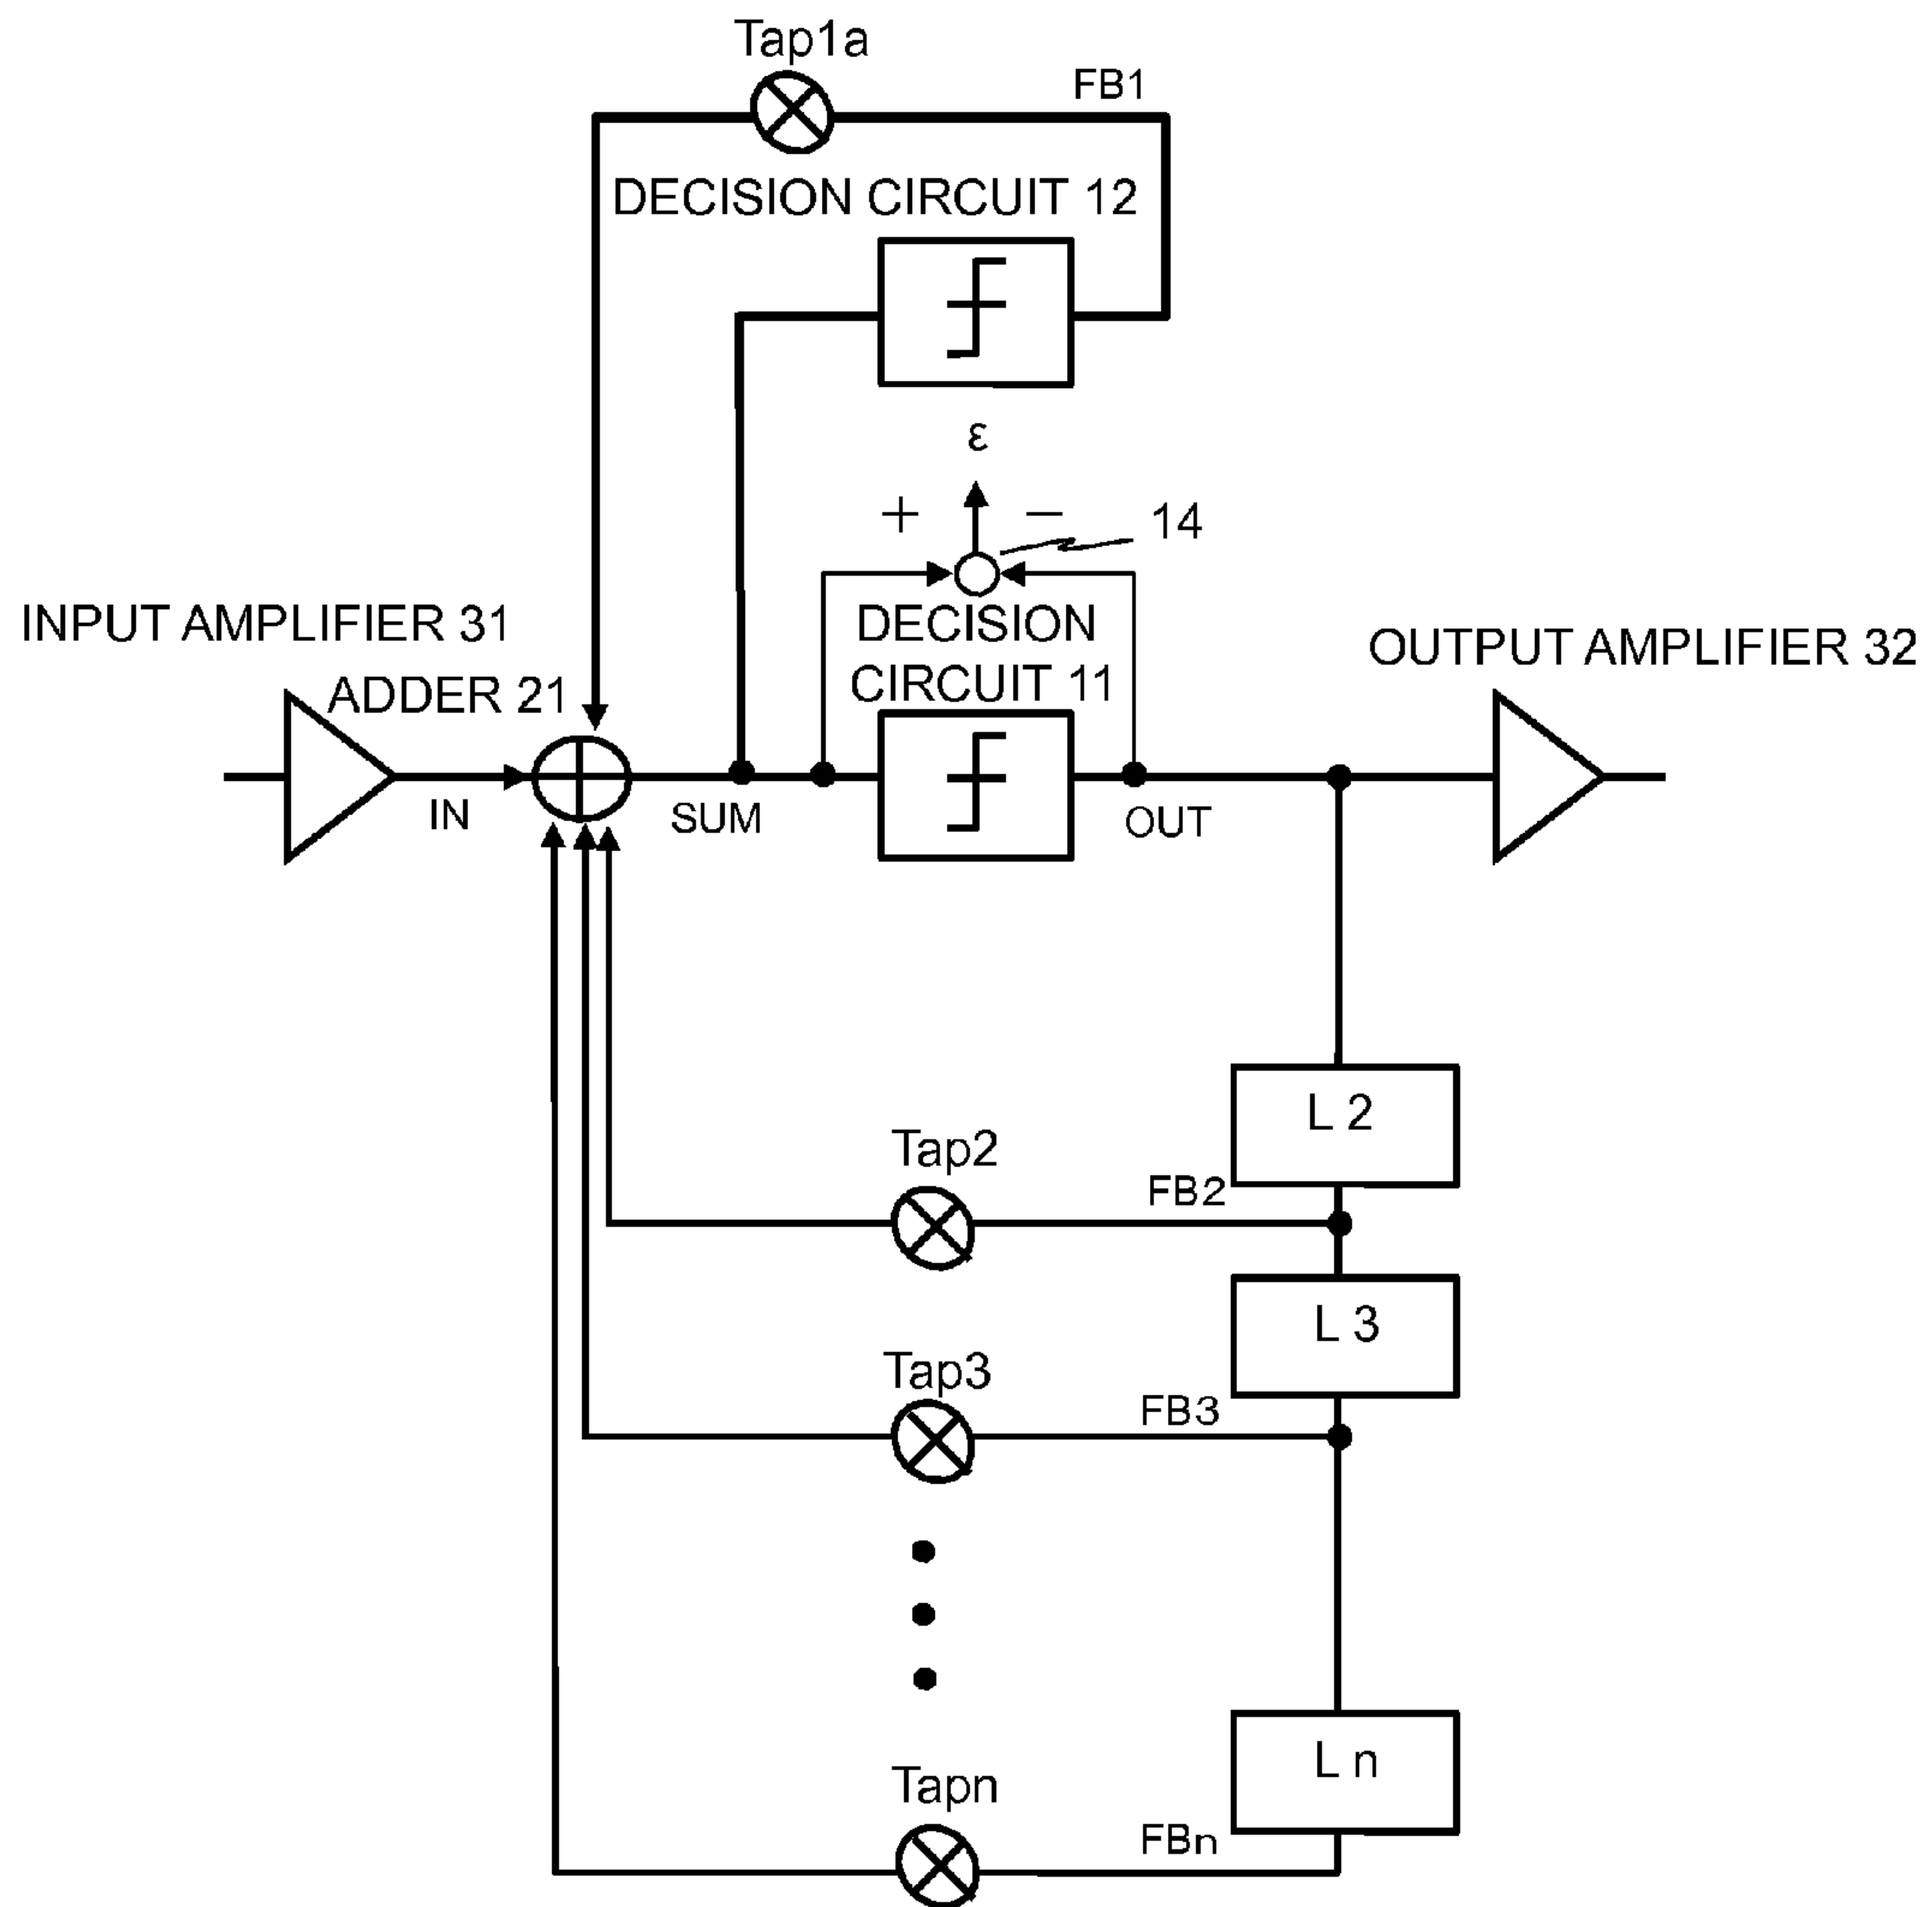 Tap1a
FB1
DECISION CIRCUIT 12
ε
+ − 14
INPUT AMPLIFIER 31
DECISION
CIRCUIT 11
OUTPUT AMPLIFIER 32
ADDER 21
IN
SUM
OUT
L 2
Tap2
FB2
L 3
Tap3
FB3
L n
Tapn
FBn